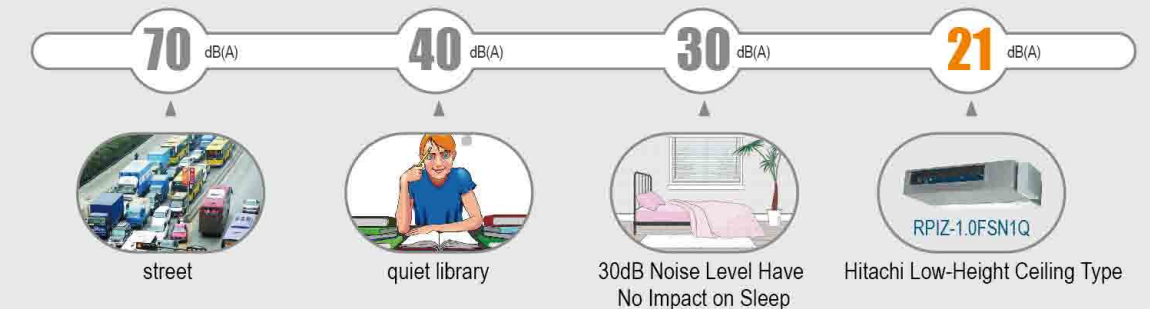 70 dB(A)
40 dB(A)
30 dB(A)
21 dB(A)
RPIZ-1.0FSN1Q
street
quiet library
30dB Noise Level Have
No Impact on Sleep
Hitachi Low-Height Ceiling Type